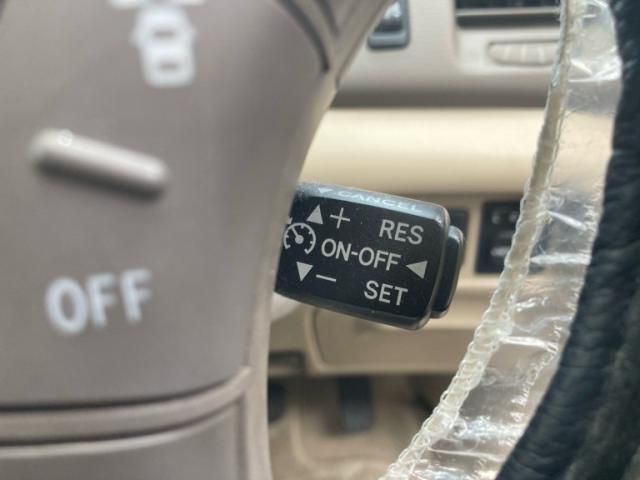 CANCEL
+ RES
ON-OFF
− SET
OFF